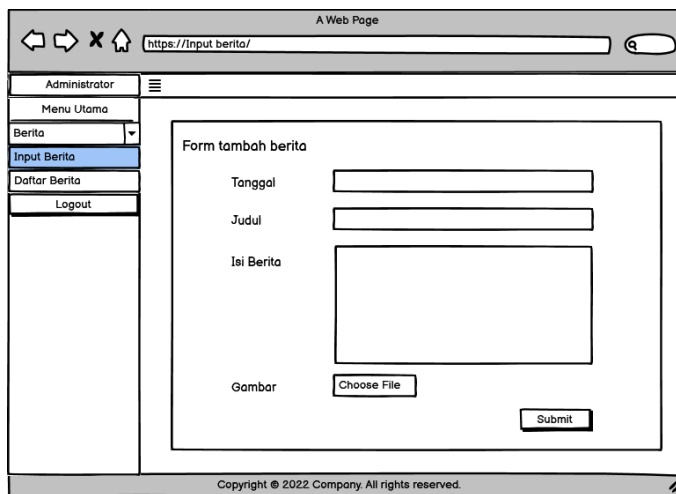 A Web Page
https://Input berita/
Administrator
Menu Utama
Berita
Input Berita
Daftar Berita
Logout
Form tambah berita
Tanggal
Judul
Isi Berita
Gambar
Choose File
Submit
Copyright © 2022 Company. All rights reserved.